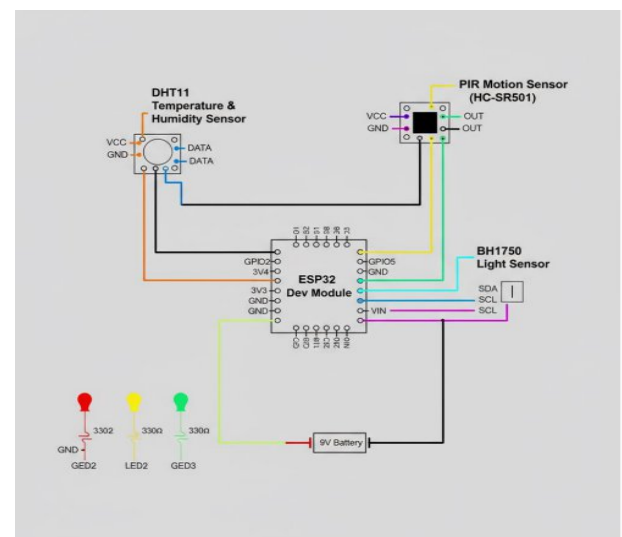 DHT11
Temperature &
Humidity Sensor
VCC
GND
DATA
DATA
PIR Motion Sensor
(HC-SR501)
VCC
GND
OUT
OUT
ESP32
Dev Module
GPIO2
3V4
3V3
GND
GND
GPIO5
GND
VIN
BH1750
Light Sensor
SDA
SCL
SCL
9V Battery
3302
330Ω
330Ω
GND
GED2
LED2
GED3